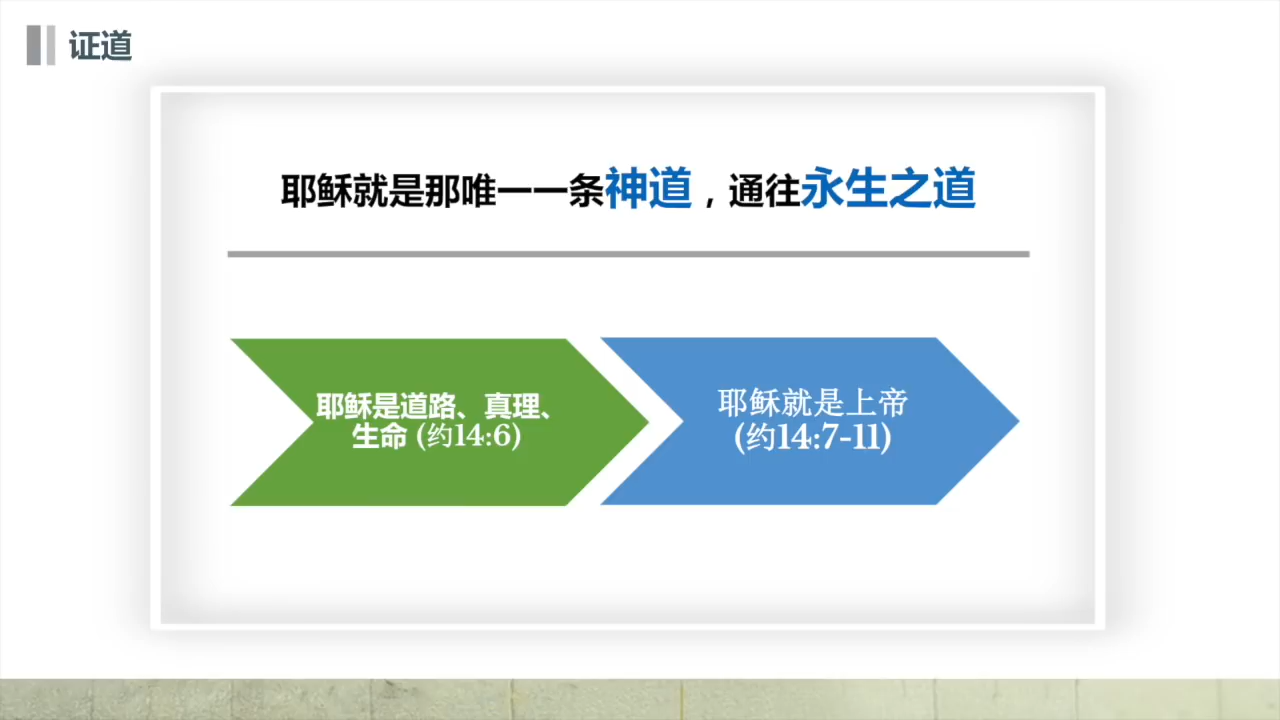 证道
耶稣就是那唯一一条神道，通往永生之道
耶稣是道路、真理、
生命 (约14:6)
耶稣就是上帝
(约14:7-11)